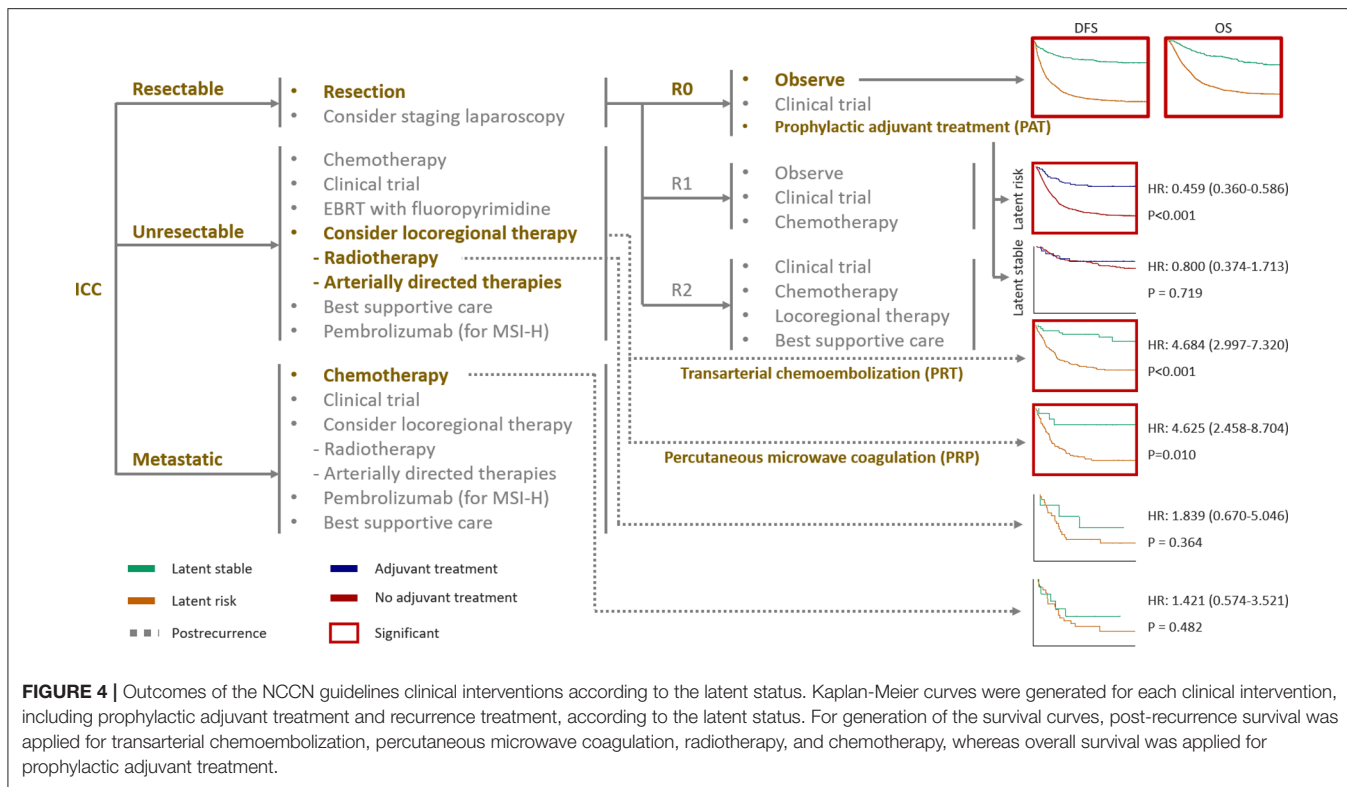 DFS
OS
ICC
Resectable
Unresectable
Metastatic
• Resection
• Consider staging laparoscopy
• Chemotherapy
• Clinical trial
• EBRT with fluoropyrimidine
• Consider locoregional therapy
- Radiotherapy
- Arterially directed therapies
• Best supportive care
• Pembrolizumab (for MSI-H)
• Chemotherapy
• Clinical trial
• Consider locoregional therapy
- Radiotherapy
- Arterially directed therapies
• Pembrolizumab (for MSI-H)
• Best supportive care
R0
• Observe
• Clinical trial
• Prophylactic adjuvant treatment (PAT)
R1
• Observe
• Clinical trial
• Chemotherapy
R2
• Clinical trial
• Chemotherapy
• Locoregional therapy
• Best supportive care
Transarterial chemoembolization (PRT)
Percutaneous microwave coagulation (PRP)
Latent risk
HR: 0.459 (0.360-0.586)
P<0.001
Latent stable
HR: 0.800 (0.374-1.713)
P = 0.719
HR: 4.684 (2.997-7.320)
P<0.001
HR: 4.625 (2.458-8.704)
P=0.010
HR: 1.839 (0.670-5.046)
P = 0.364
HR: 1.421 (0.574-3.521)
P = 0.482
Latent stable
Latent risk
Postrecurrence
Adjuvant treatment
No adjuvant treatment
Significant
FIGURE 4 | Outcomes of the NCCN guidelines clinical interventions according to the latent status. Kaplan-Meier curves were generated for each clinical intervention,
including prophylactic adjuvant treatment and recurrence treatment, according to the latent status. For generation of the survival curves, post-recurrence survival was
applied for transarterial chemoembolization, percutaneous microwave coagulation, radiotherapy, and chemotherapy, whereas overall survival was applied for
prophylactic adjuvant treatment.